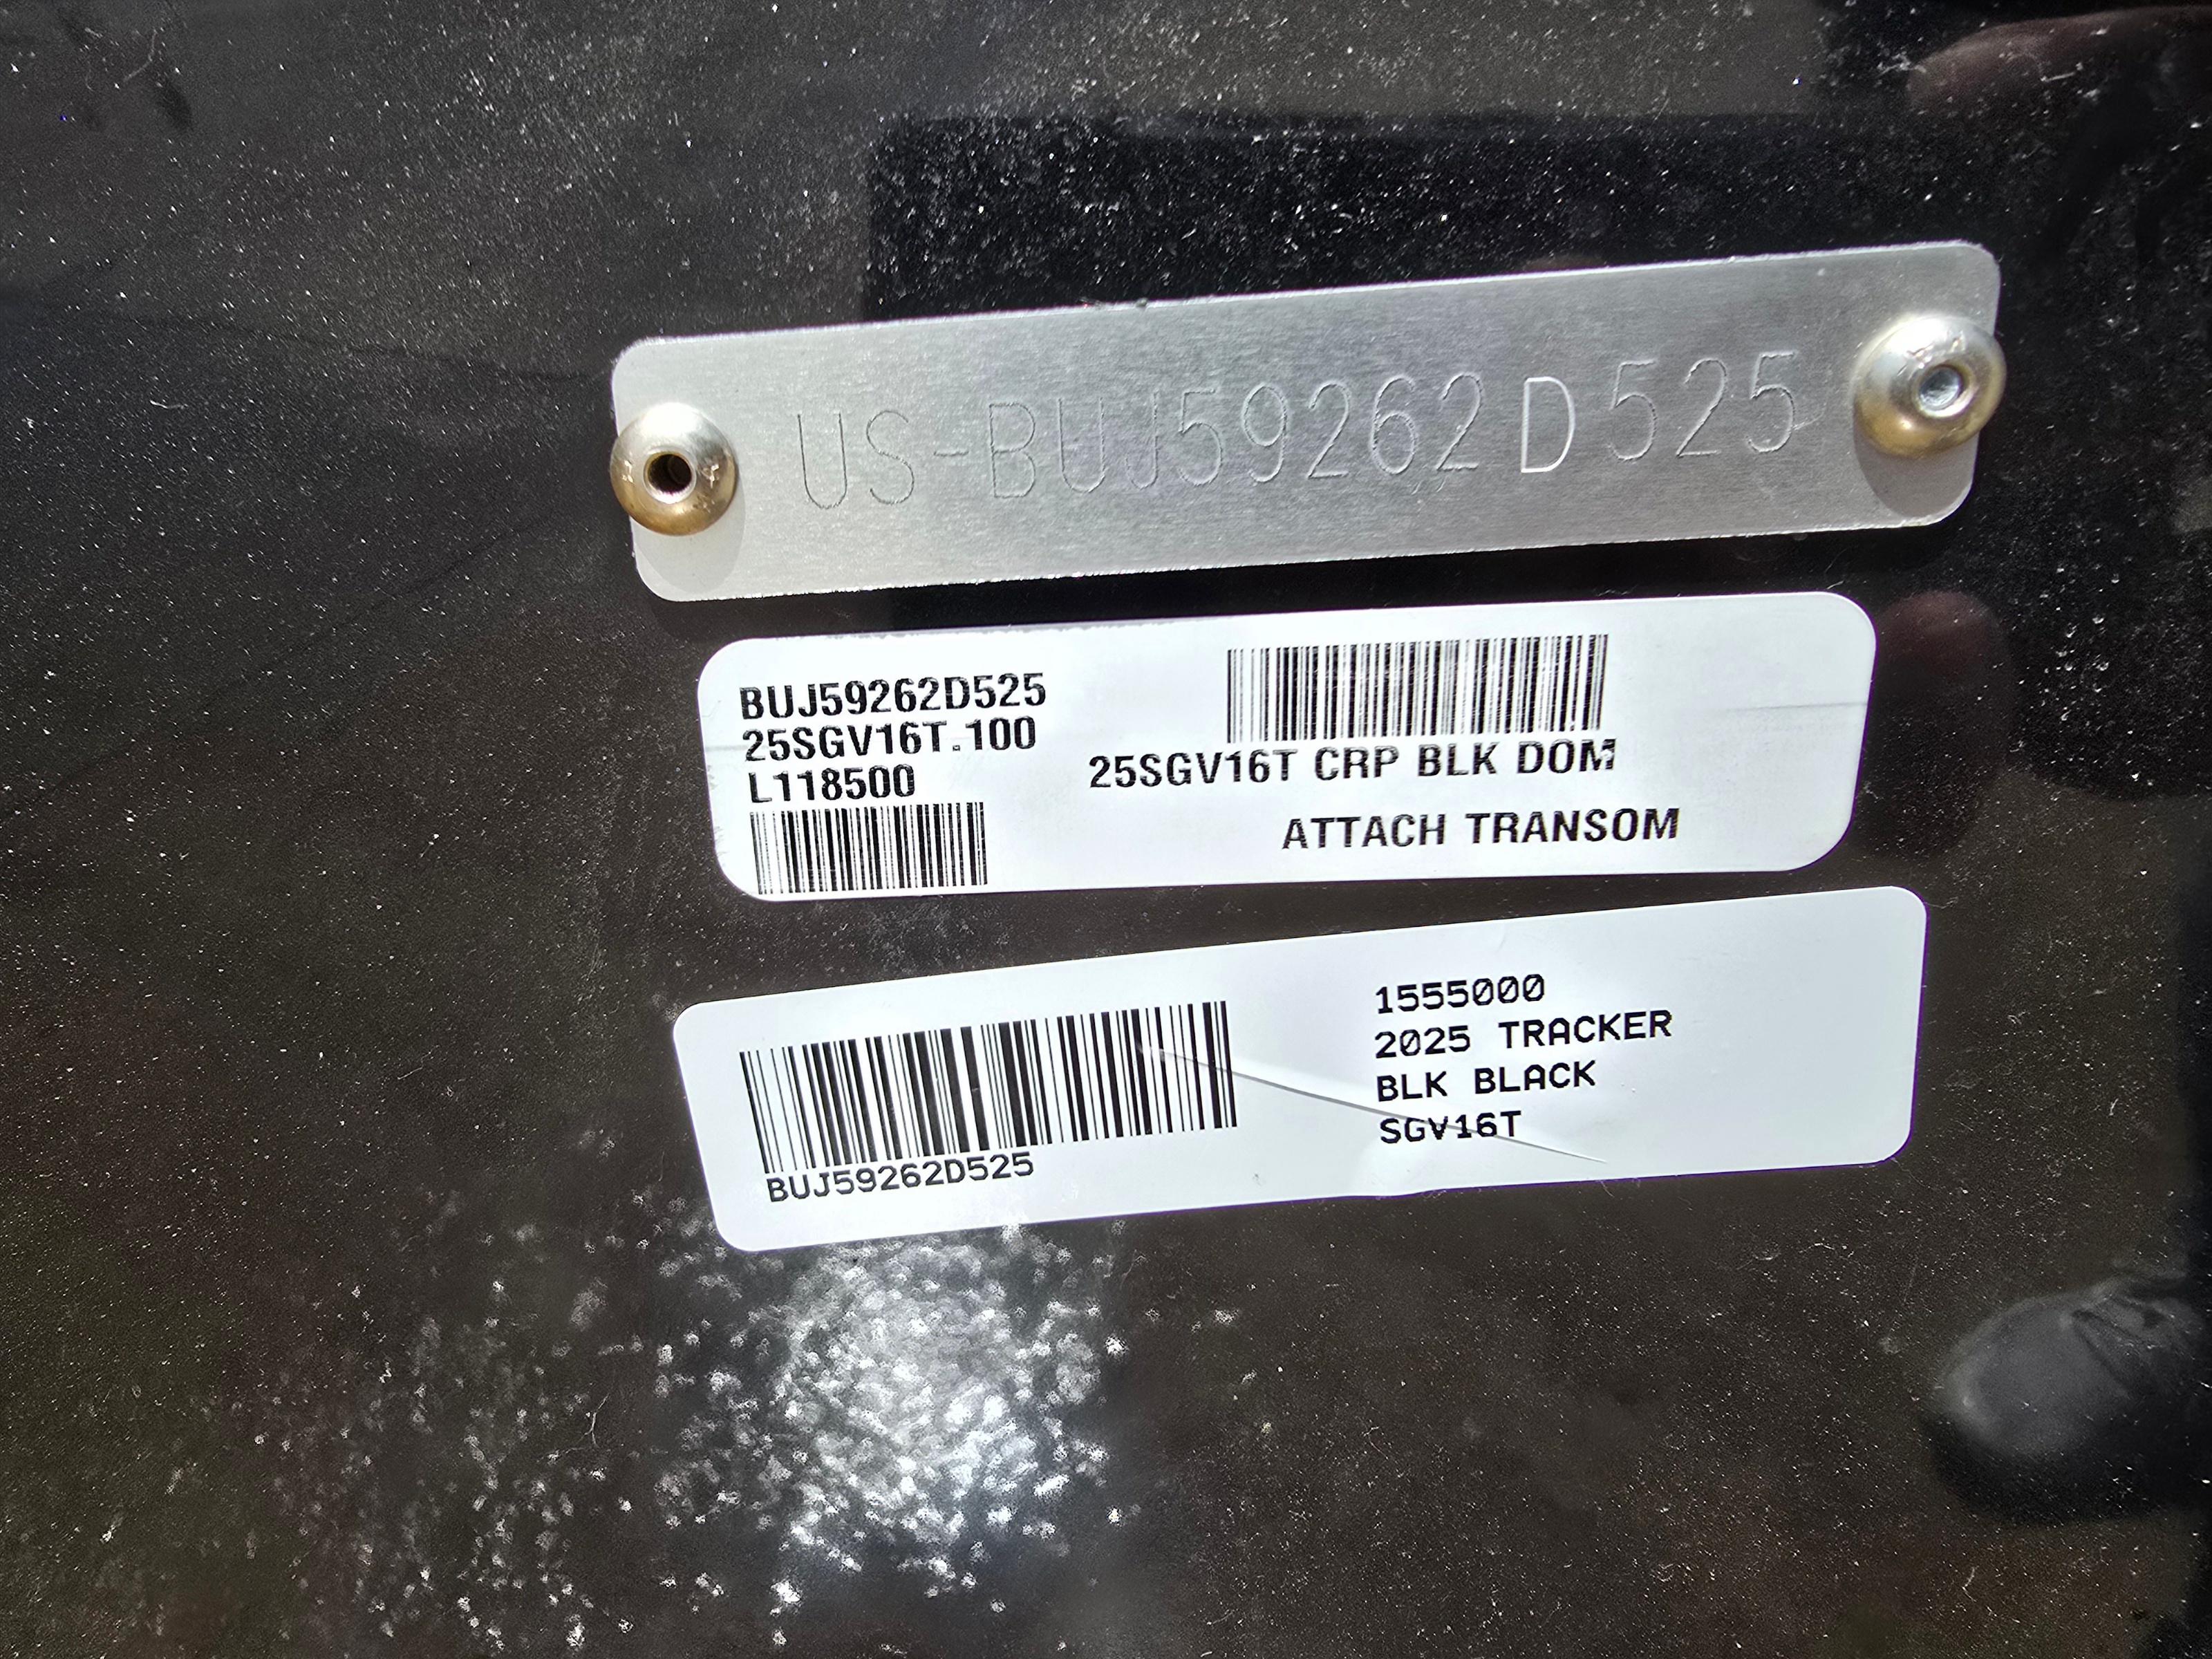 US-BUJ59262D525
BUJ59262D525
25SGV16T.100
L118500
25SGV16T CRP BLK DOM
ATTACH TRANSOM
BUJ59262D525
1555000
2025 TRACKER
BLK BLACK
SGV16T